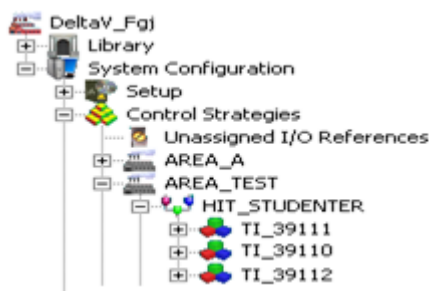 DeltaV_Fgj
Library
System Configuration
Setup
Control Strategies
Unassigned I/O References
AREA_A
AREA_TEST
HIT_STUDENTER
TI_39111
TI_39110
TI_39112